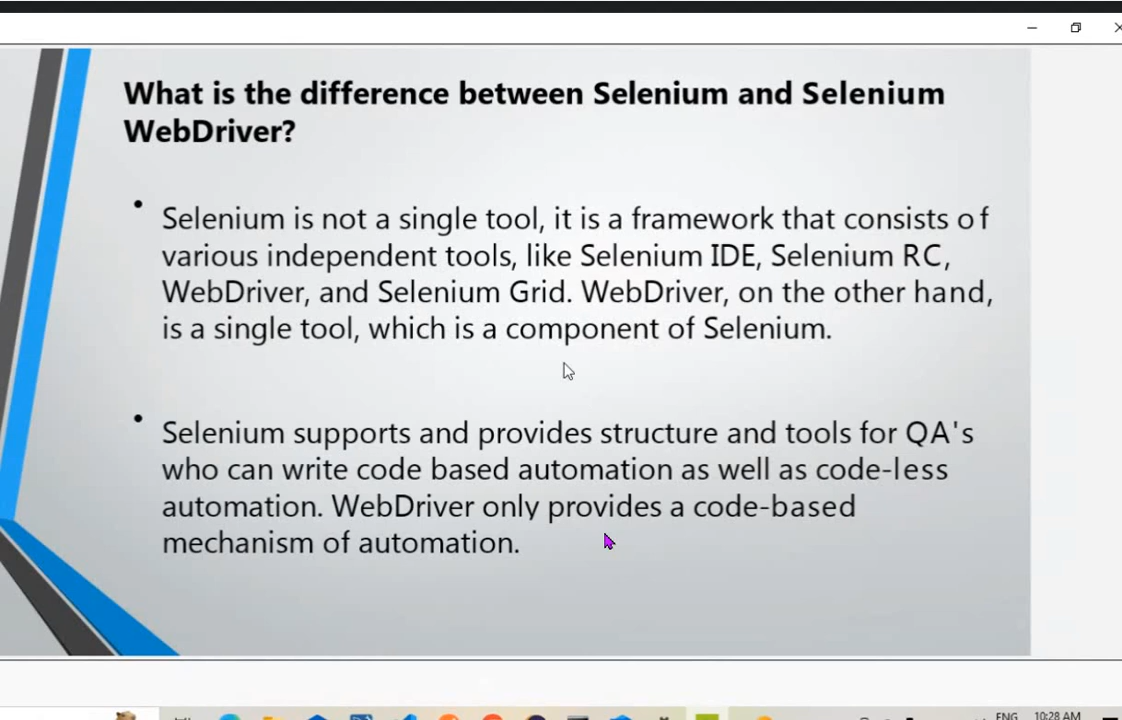 What is the difference between Selenium and Selenium
WebDriver?
• Selenium is not a single tool, it is a framework that consists of
various independent tools, like Selenium IDE, Selenium RC,
WebDriver, and Selenium Grid. WebDriver, on the other hand,
is a single tool, which is a component of Selenium.
• Selenium supports and provides structure and tools for QA's
who can write code based automation as well as code-less
automation. WebDriver only provides a code-based
mechanism of automation.
ENG 10:28 AM